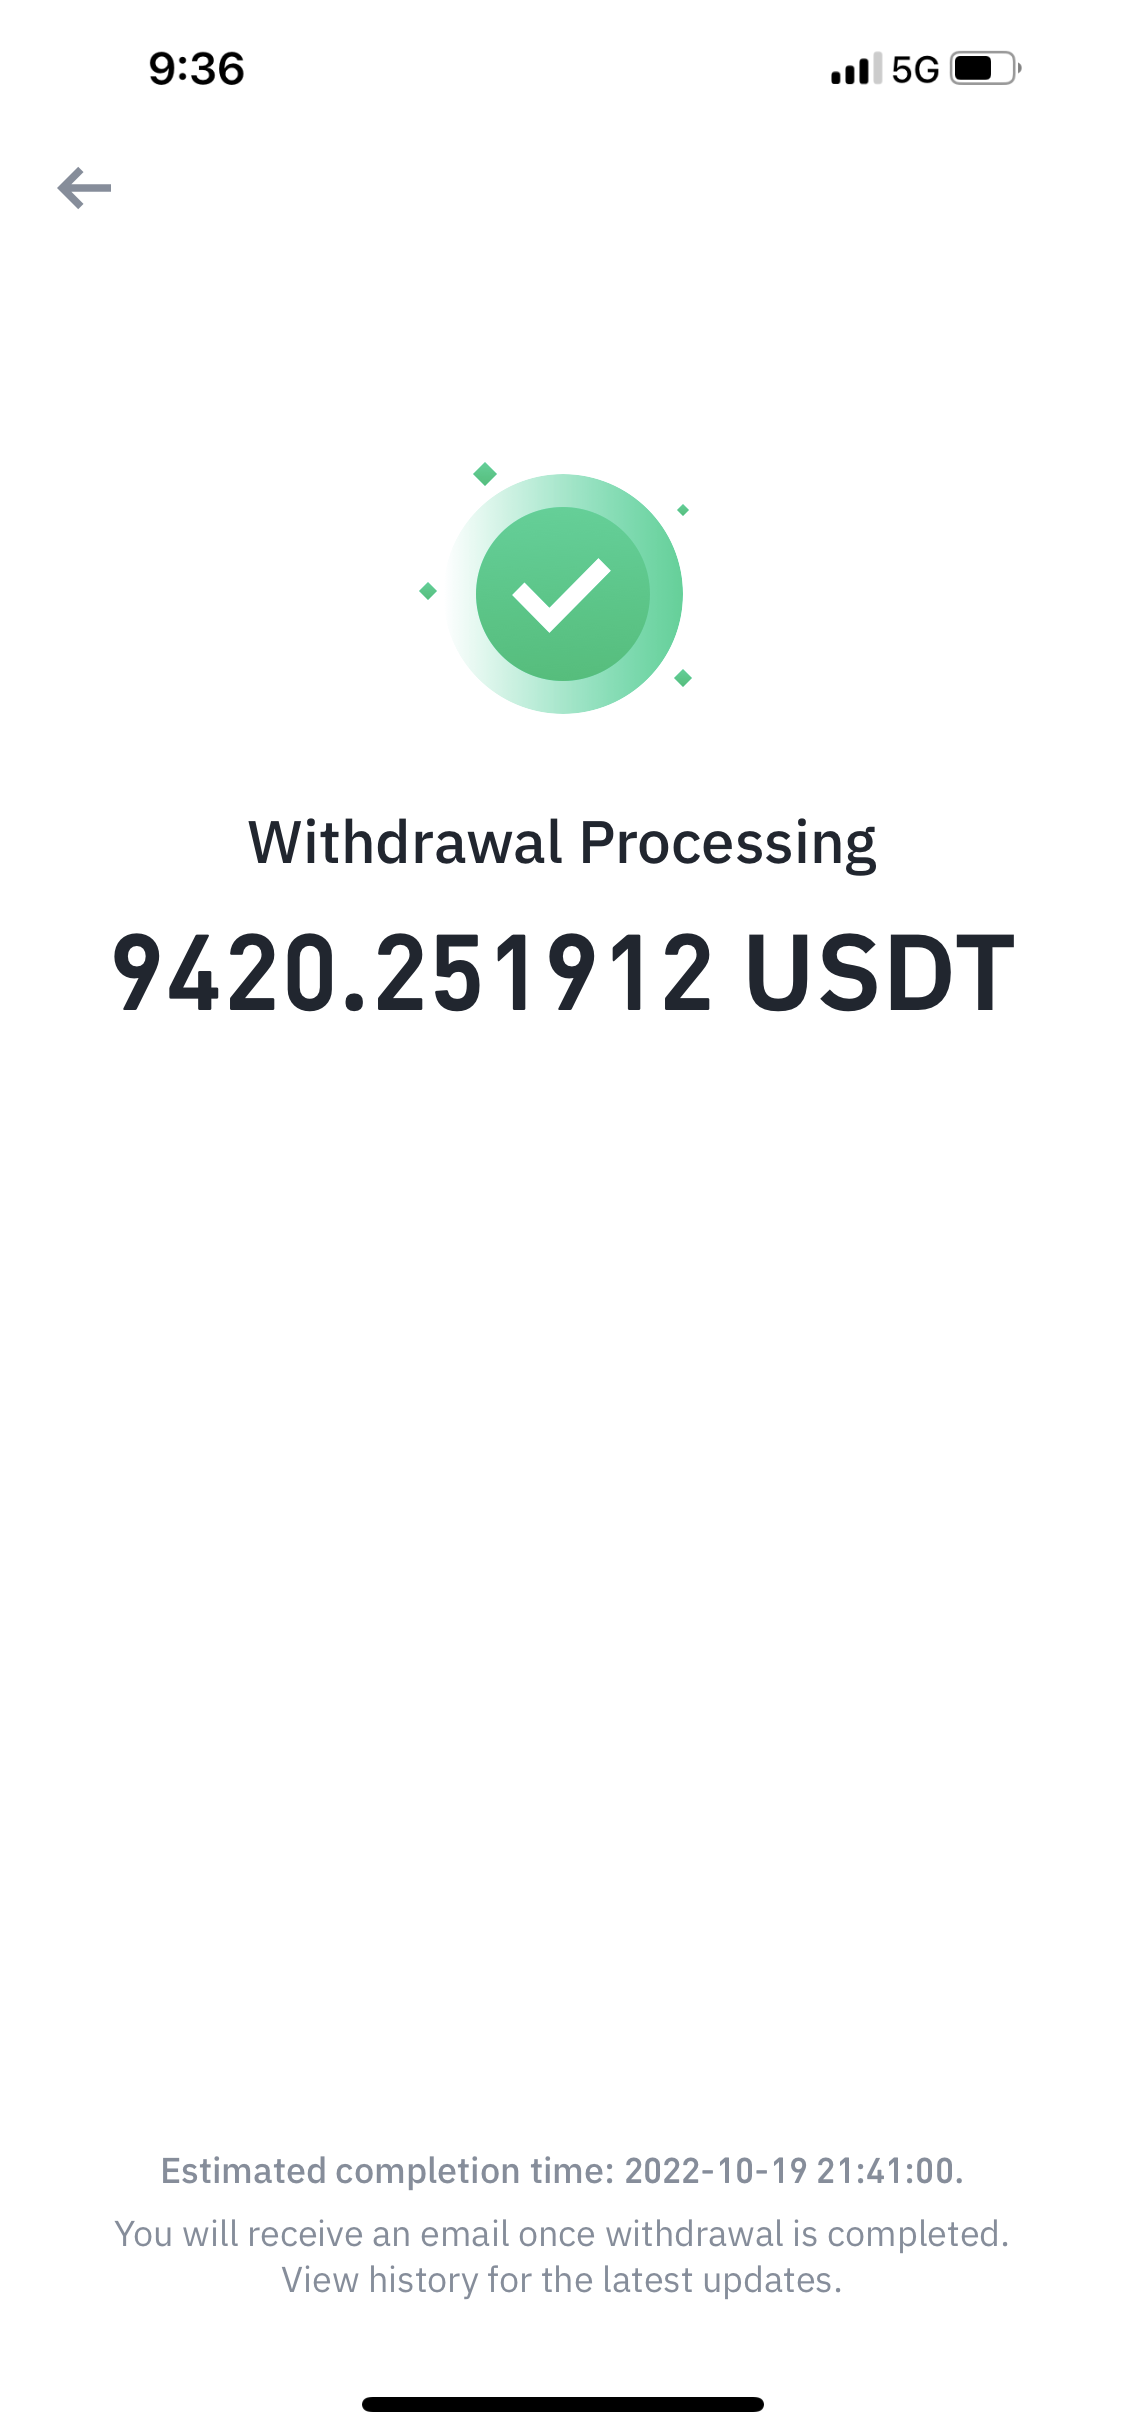 9:36 5G
Withdrawal Processing
9420.251912 USDT
Estimated completion time: 2022-10-19 21:41:00.
You will receive an email once withdrawal is completed.
View history for the latest updates.